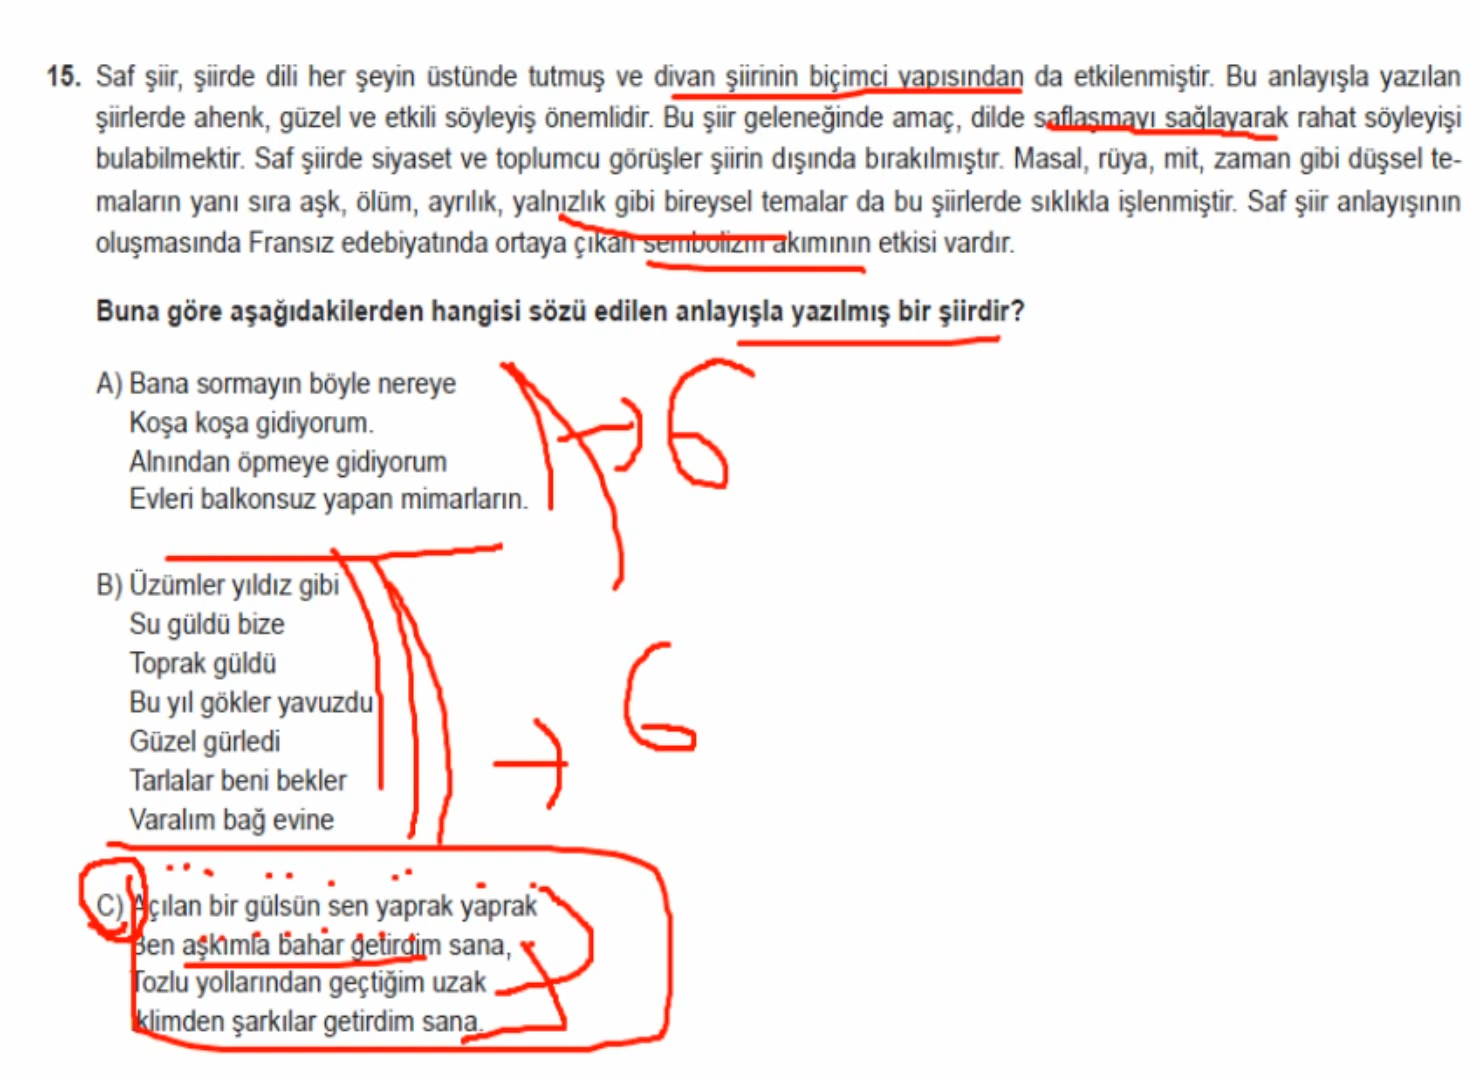 15. Saf şiir, şiirde dili her şeyin üstünde tutmuş ve divan şiirinin biçimci yapısından da etkilenmiştir. Bu anlayışla yazılan
şiirlerde ahenk, güzel ve etkili söyleyiş önemlidir. Bu şiir geleneğinde amaç, dilde saflaşmayı sağlayarak rahat söyleyişi
bulabilmektir. Saf şiirde siyaset ve toplumcu görüşler şiirin dışında bırakılmıştır. Masal, rüya, mit, zaman gibi düşsel te-
maların yanı sıra aşk, ölüm, ayrılık, yalnızlık gibi bireysel temalar da bu şiirlerde sıklıkla işlenmiştir. Saf şiir anlayışının
oluşmasında Fransız edebiyatında ortaya çıkan sembolizm akımının etkisi vardır.
Buna göre aşağıdakilerden hangisi sözü edilen anlayışla yazılmış bir şiirdir?
A) Bana sormayın böyle nereye
Koşa koşa gidiyorum.
Alnından öpmeye gidiyorum
Evleri balkonsuz yapan mimarların.
6
B) Üzümler yıldız gibi
Su güldü bize
Toprak güldü
Bu yıl gökler yavuzdu
Güzel gürledi
Tarlalar beni bekler
Varalım bağ evine
C) Açılan bir gülsün sen yaprak yaprak
Ben aşkımla bahar getirdim sana,
Tozlu yollarından geçtiğim uzak
İklimden şarkılar getirdim sana.